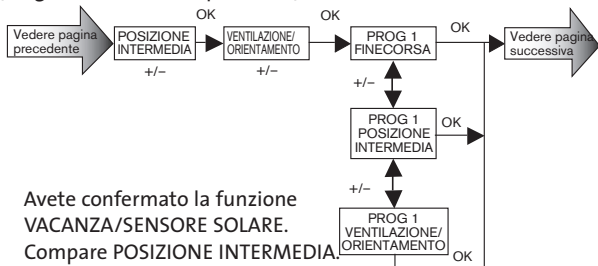 OK
OK
OK
Vedere pagina
precedente
POSIZIONE
INTERMEDIA
VENTILAZIONE/
ORIENTAMENTO
PROG 1
FINECORSA
Vedere pagina
successiva
+/–
+/–
+/–
PROG 1
POSIZIONE
INTERMEDIA
OK
+/–
PROG 1
VENTILAZIONE/
ORIENTAMENTO
OK
Avete confermato la funzione
VACANZA/SENSORE SOLARE.
Compare POSIZIONE INTERMEDIA.